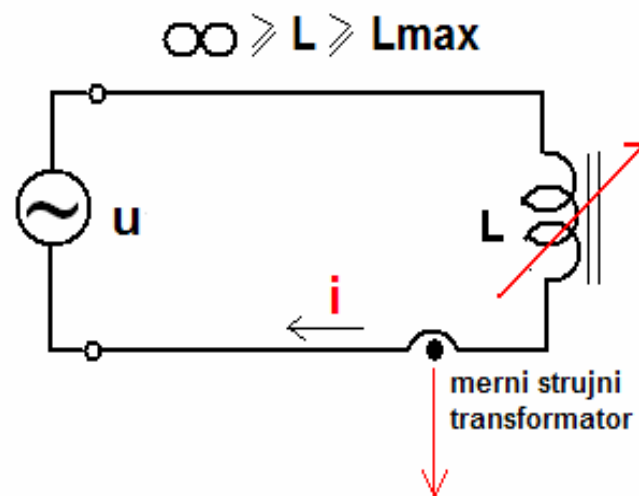 ∞ ⩾ L ⩾ Lmax
u
L
i
merni strujni
transformator